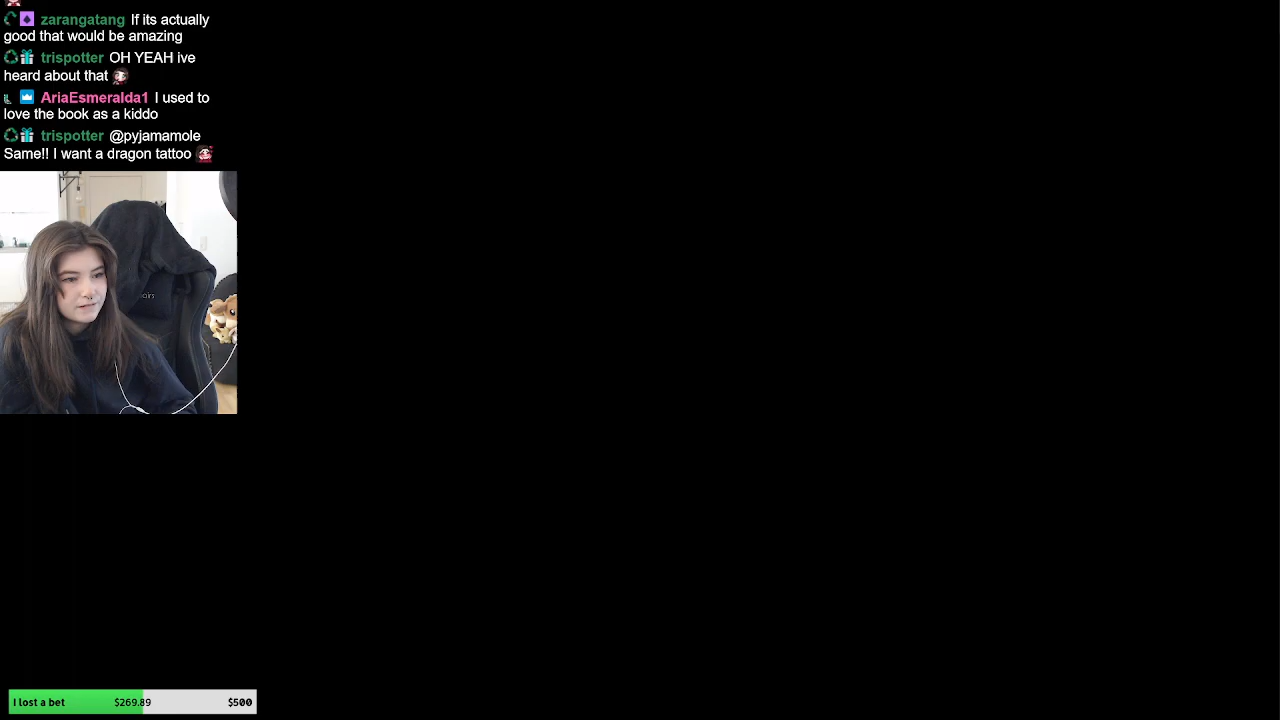 zarangatang If its actually
good that would be amazing
trispotter OH YEAH ive
heard about that
AriaEsmeralda1 I used to
love the book as a kiddo
trispotter @pyjamamole
Same!! I want a dragon tattoo
I lost a bet $269.89 $500